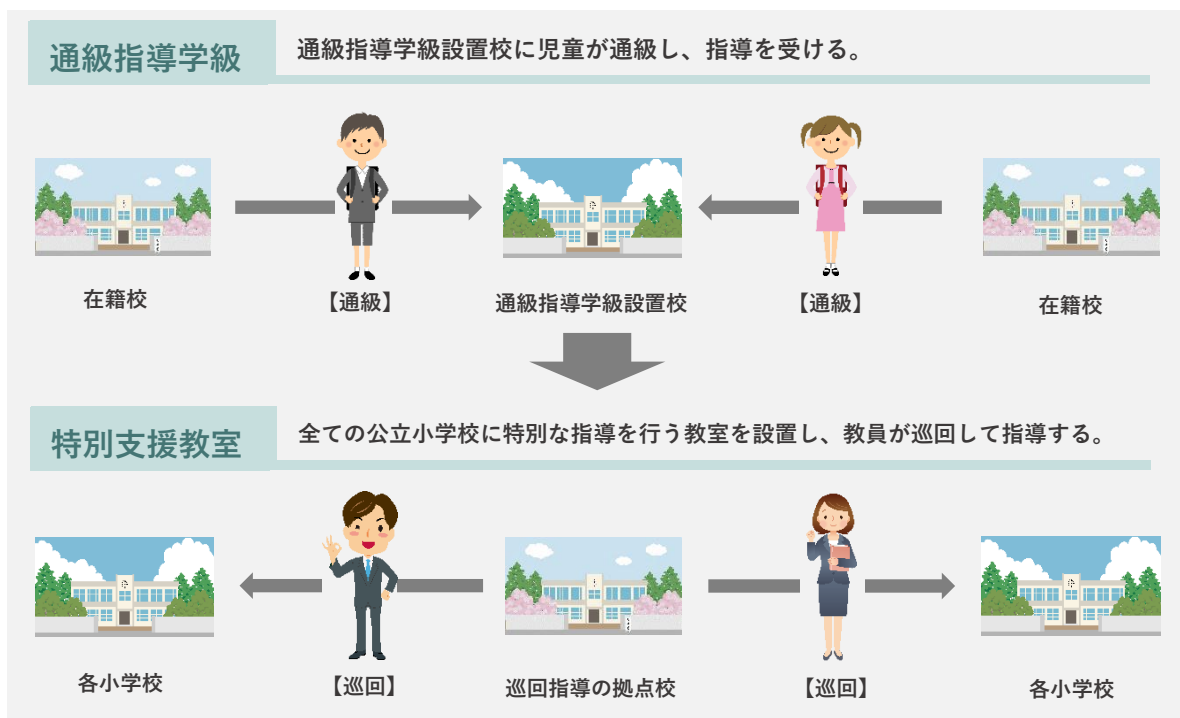 通級指導学級
通級指導学級設置校に児童が通級し、指導を受ける。
在籍校
【通級】
通級指導学級設置校
【通級】
在籍校
特別支援教室
全ての公立小学校に特別な指導を行う教室を設置し、教員が巡回して指導する。
各小学校
【巡回】
巡回指導の拠点校
【巡回】
各小学校